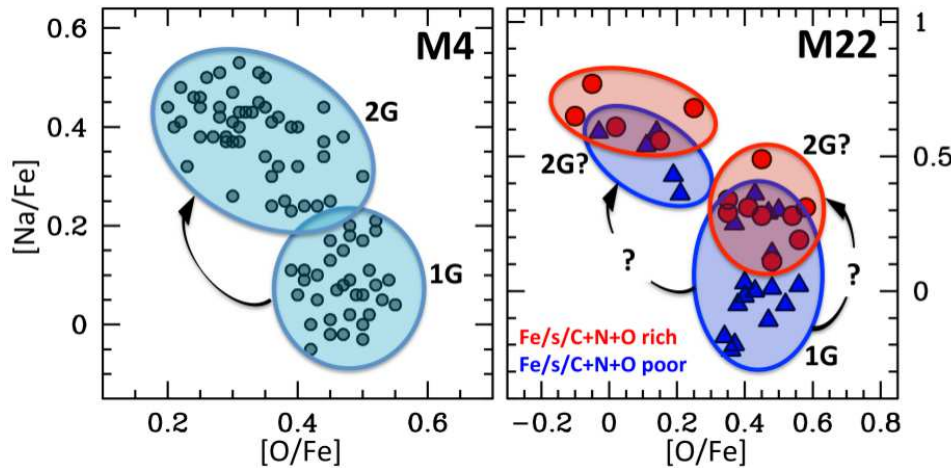 M4
M22
2G
1G
2G?
2G?
?
?
1G
Fe/s/C+N+O rich
Fe/s/C+N+O poor
[Na/Fe]
0.6
0.4
0.2
0
1
0.5
0
0.2 0.4 0.6
−0.2 0 0.2 0.4 0.6 0.8
[O/Fe]
[O/Fe]